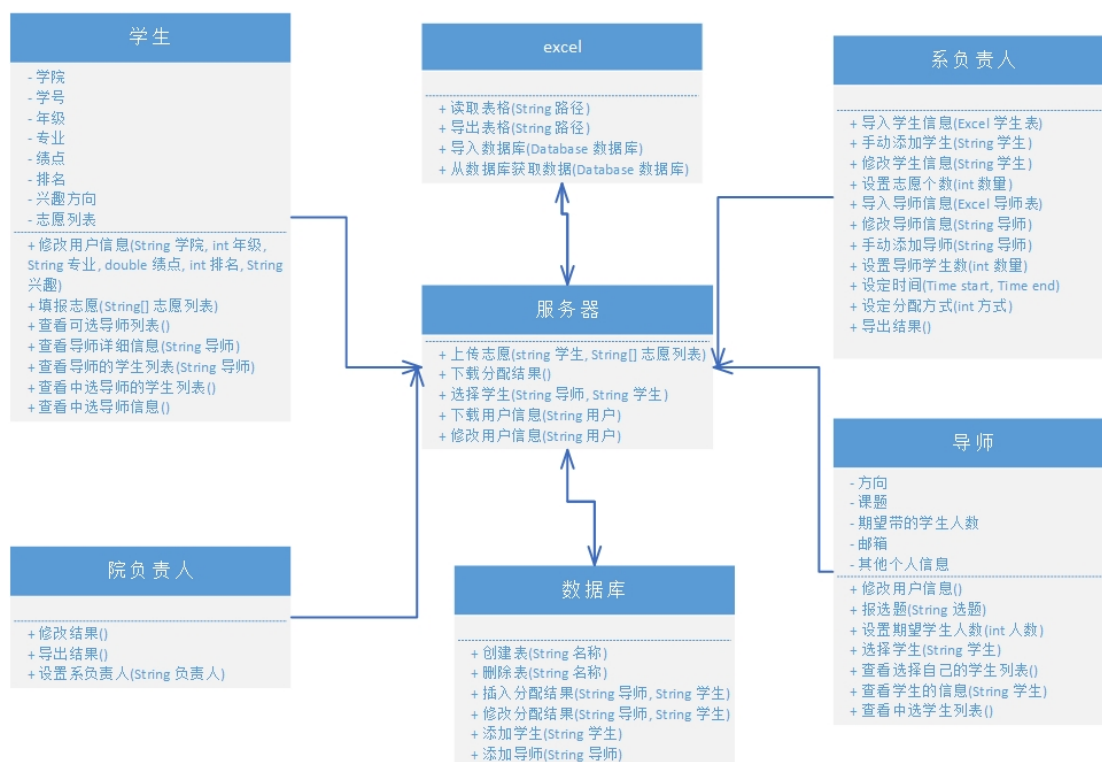 学生
- 学院
- 学号
- 年级
- 专业
- 绩点
- 排名
- 兴趣方向
- 志愿列表
+ 修改用户信息(String 学院, int 年级,
String 专业, double 绩点, int 排名, String
兴趣)
+ 填报志愿(String[] 志愿列表)
+ 查看可选导师列表()
+ 查看导师详细信息(String 导师)
+ 查看导师的学生列表(String 导师)
+ 查看中选导师的学生列表()
+ 查看中选导师信息()
excel
+ 读取表格(String 路径)
+ 导出表格(String 路径)
+ 导入数据库(Database 数据库)
+ 从数据库获取数据(Database 数据库)
系负责人
+ 导入学生信息(Excel 学生表)
+ 手动添加学生(String 学生)
+ 修改学生信息(String 学生)
+ 设置志愿个数(int 数量)
+ 导入导师信息(Excel 导师表)
+ 修改导师信息(String 导师)
+ 手动添加导师(String 导师)
+ 设置导师学生数(int 数量)
+ 设定时间(Time start, Time end)
+ 设定分配方式(int 方式)
+ 导出结果()
服务器
+ 上传志愿(string 学生, String[] 志愿列表)
+ 下载分配结果()
+ 选择学生(String 导师, String 学生)
+ 下载用户信息(String 用户)
+ 修改用户信息(String 用户)
导师
- 方向
- 课题
- 期望带的学生人数
- 邮箱
- 其他个人信息
+ 修改用户信息()
+ 报选题(String 选题)
+ 设置期望学生人数(int 人数)
+ 选择学生(String 学生)
+ 查看选择自己的学生列表()
+ 查看学生的信息(String 学生)
+ 查看中选学生列表()
院负责人
+ 修改结果()
+ 导出结果()
+ 设置系负责人(String 负责人)
数据库
+ 创建表(String 名称)
+ 删除表(String 名称)
+ 插入分配结果(String 导师, String 学生)
+ 修改分配结果(String 导师, String 学生)
+ 添加学生(String 学生)
+ 添加导师(String 导师)